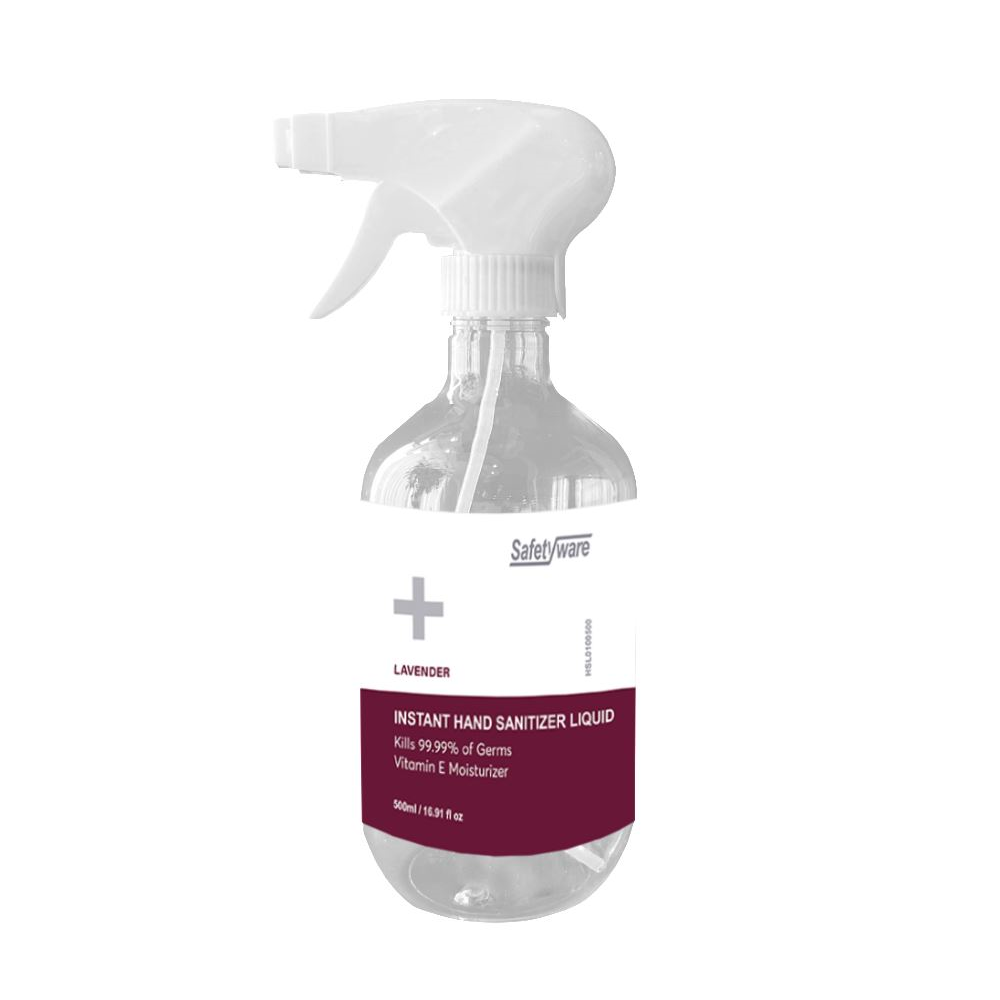 Safetyware
HSL0100500
LAVENDER
INSTANT HAND SANITIZER LIQUID
Kills 99.99% of Germs
Vitamin E Moisturizer
500ml / 16.91 fl oz